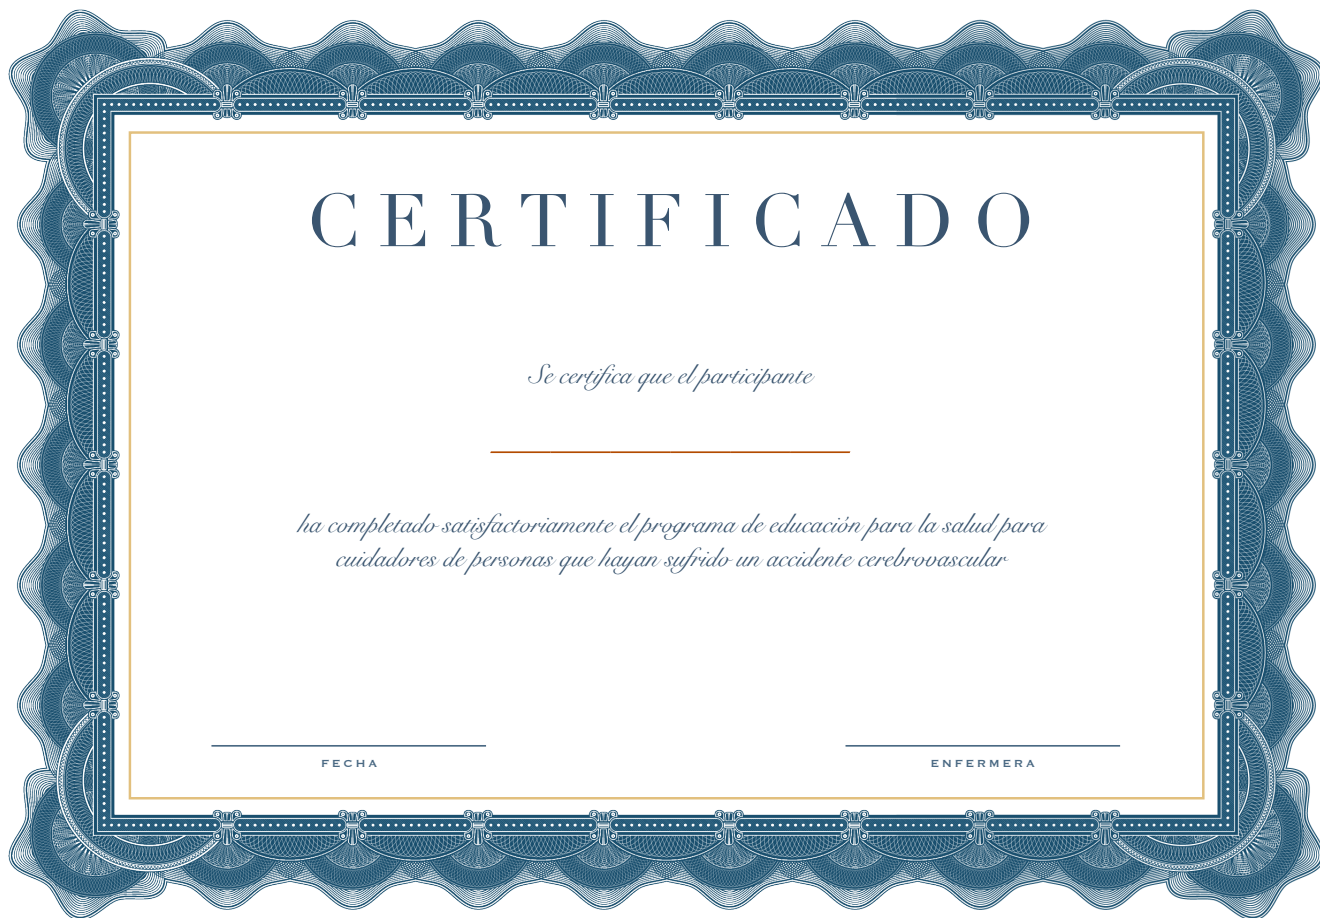 CERTIFICADO
Se certifica que el participante
ha completado satisfactoriamente el programa de educación para la salud para
cuidadores de personas que hayan sufrido un accidente cerebrovascular
FECHA
ENFERMERA